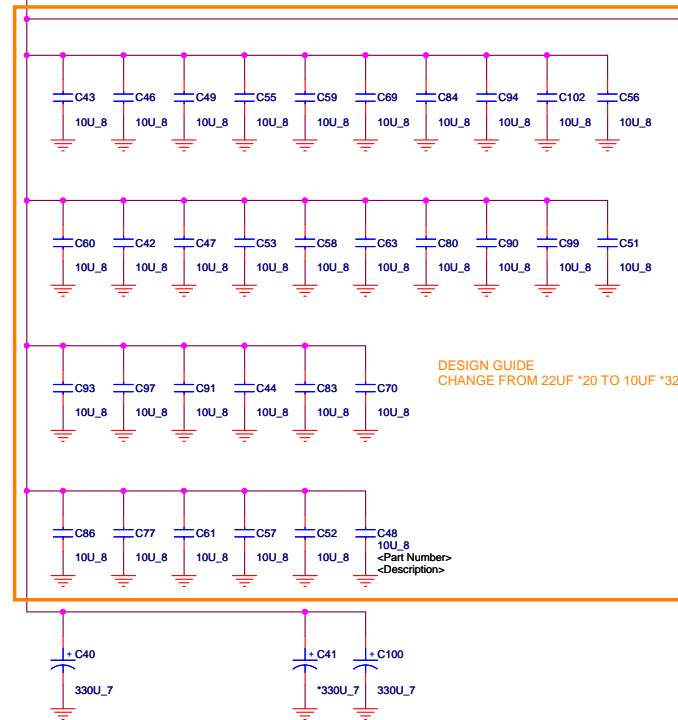 C43 C46 C49 C55 C59 C69 C84 C94 C102 C56
10U_8 10U_8 10U_8 10U_8 10U_8 10U_8 10U_8 10U_8 10U_8 10U_8
C60 C42 C47 C53 C58 C63 C80 C90 C99 C51
10U_8 10U_8 10U_8 10U_8 10U_8 10U_8 10U_8 10U_8 10U_8 10U_8
DESIGN GUIDE
CHANGE FROM 22UF *20 TO 10UF *32
C93 C97 C91 C44 C83 C70
10U_8 10U_8 10U_8 10U_8 10U_8 10U_8
C86 C77 C61 C57 C52 C48
10U_8 10U_8 10U_8 10U_8 10U_8 10U_8
<Part Number>
<Description>
+ C40 + C41 + C100
330U_7 *330U_7 330U_7